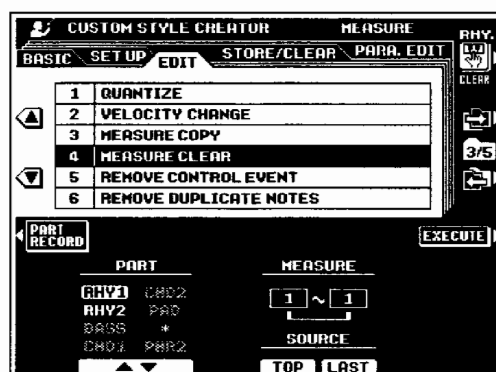 CUSTOM STYLE CREATOR MEASURE
RHY.
BASIC SET UP EDIT STORE/CLEAR PARA. EDIT
CLEAR
1 QUANTIZE
2 VELOCITY CHANGE
3 MEASURE COPY
4 MEASURE CLEAR
3/5
5 REMOVE CONTROL EVENT
6 REMOVE DUPLICATE NOTES
PART RECORD
EXECUTE
PART MEASURE
RHY1 CHD2
1 ~ 1
RHY2 PAD
BASS *
SOURCE
CHD1 PHR2
TOP LAST